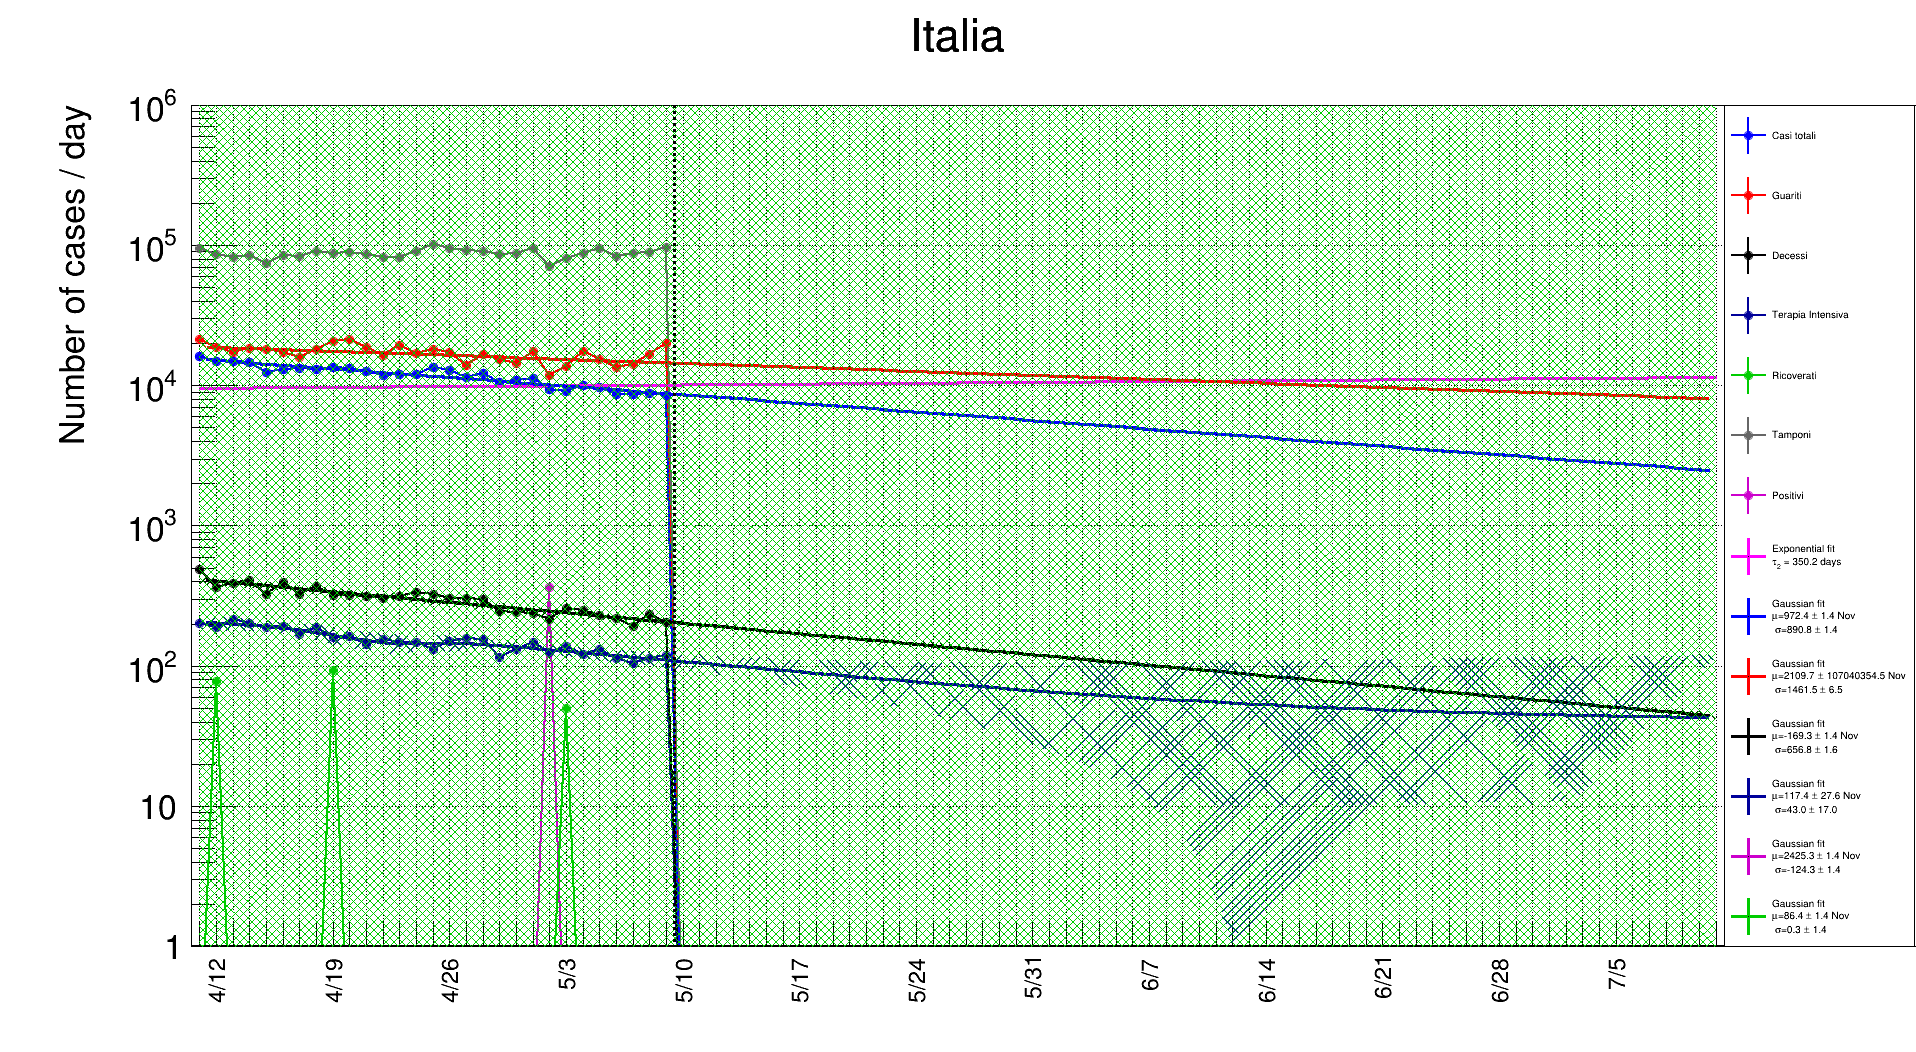 Italia
Number of cases / day
10^6
10^5
10^4
10^3
10^2
10
1
4/12
4/19
4/26
5/3
5/10
5/17
5/24
5/31
6/7
6/14
6/21
6/28
7/5
Casi totali
Guariti
Decessi
Terapia Intensiva
Ricoverati
Tamponi
Positivi
Exponential fit
τ₂ = 350.2 days
Gaussian fit
μ=972.4 ± 1.4 Nov
σ=890.8 ± 1.4
Gaussian fit
μ=2109.7 ± 107040354.5 Nov
σ=1461.5 ± 6.5
Gaussian fit
μ=-169.3 ± 1.4 Nov
σ=656.8 ± 1.6
Gaussian fit
μ=117.4 ± 27.6 Nov
σ=43.0 ± 17.0
Gaussian fit
μ=2425.3 ± 1.4 Nov
σ=-124.3 ± 1.4
Gaussian fit
μ=86.4 ± 1.4 Nov
σ=0.3 ± 1.4